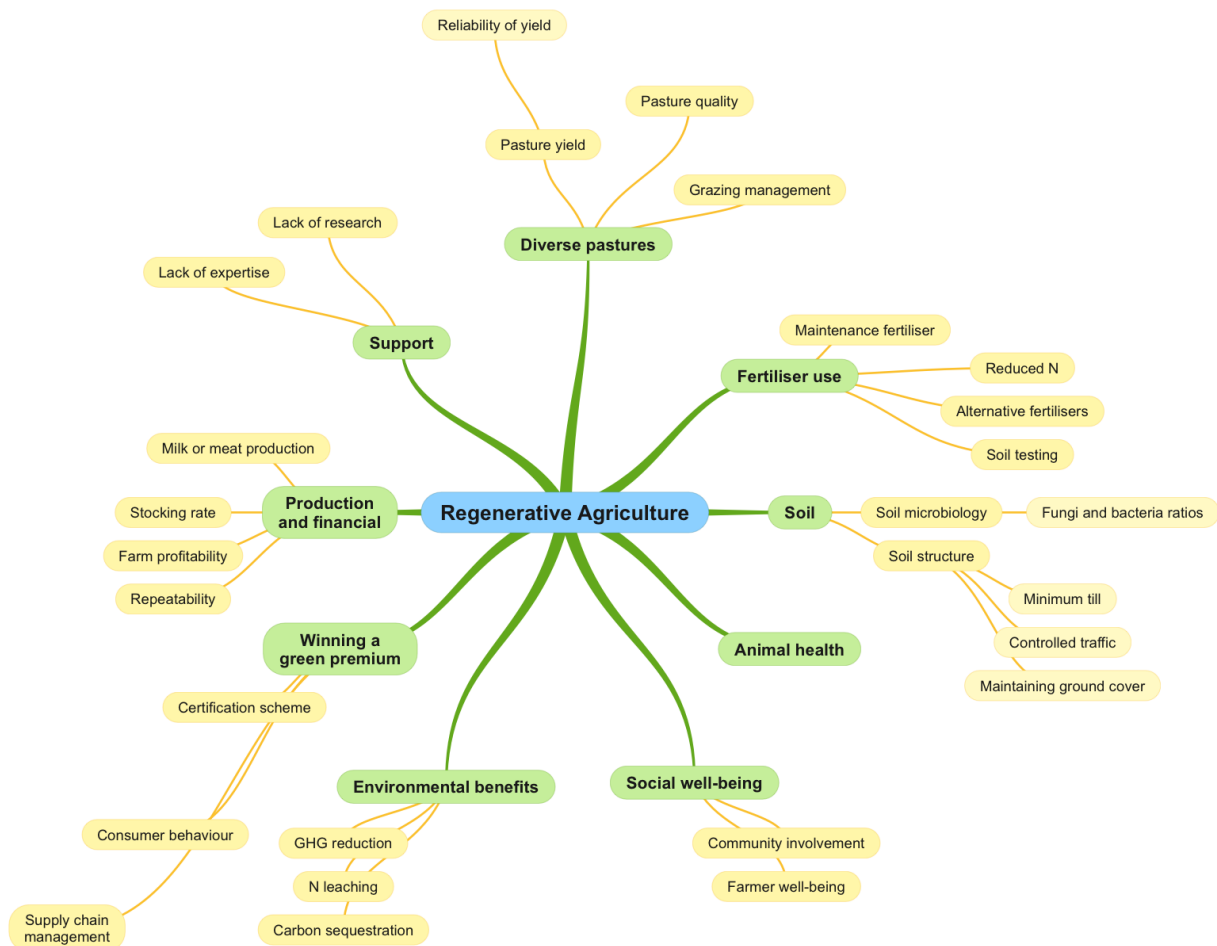 Reliability of yield
Pasture quality
Pasture yield
Grazing management
Diverse pastures
Lack of research
Lack of expertise
Support
Maintenance fertiliser
Fertiliser use
Reduced N
Alternative fertilisers
Soil testing
Milk or meat production
Production
and financial
Stocking rate
Farm profitability
Repeatability
Regenerative Agriculture
Soil
Soil microbiology
Fungi and bacteria ratios
Soil structure
Minimum till
Controlled traffic
Maintaining ground cover
Winning a
green premium
Certification scheme
Consumer behaviour
Supply chain
management
Animal health
Environmental benefits
GHG reduction
N leaching
Carbon sequestration
Social well-being
Community involvement
Farmer well-being